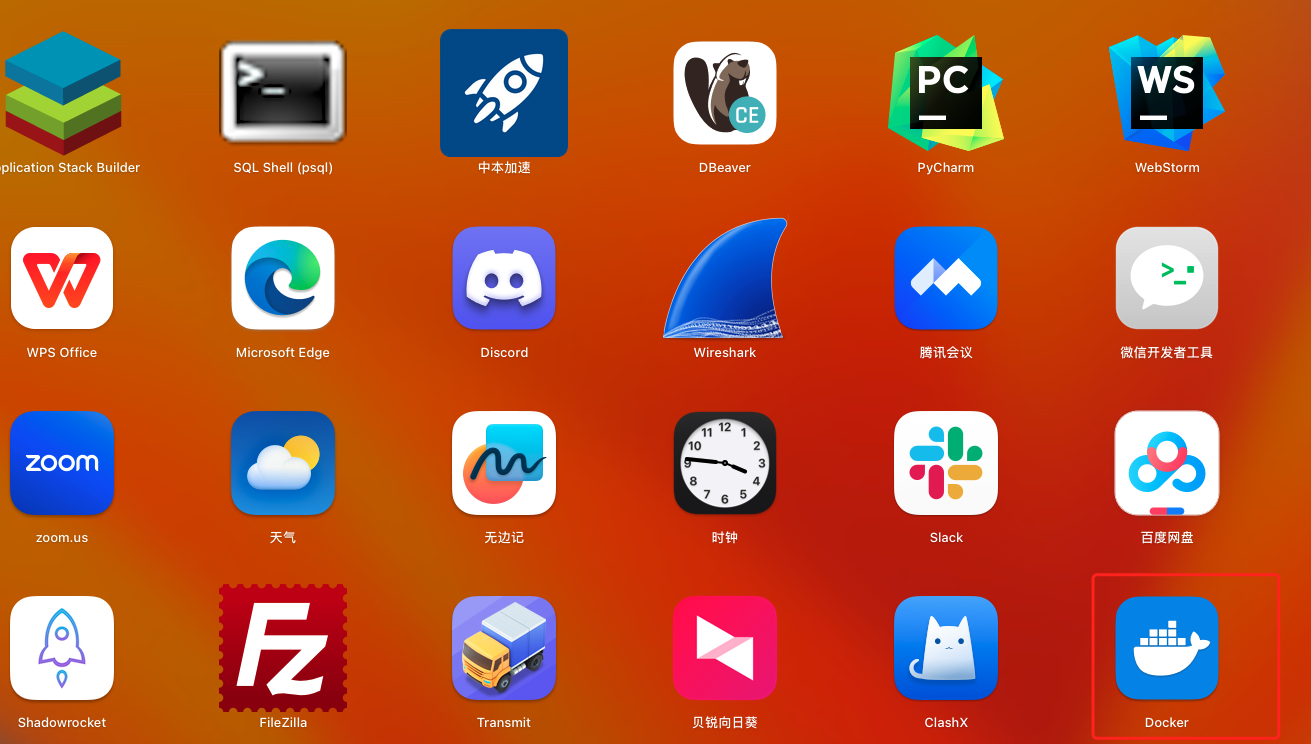 plication Stack Builder
SQL Shell (psql)
中本加速
CE
DBeaver
PC
PyCharm
WS
WebStorm
WPS Office
Microsoft Edge
Discord
Wireshark
腾讯会议
>_
微信开发者工具
zoom
zoom.us
天气
无边记
12
1
2
3
4
5
6
7
8
9
10
11
时钟
Slack
百度网盘
Shadowrocket
FZ
FileZilla
Transmit
贝锐向日葵
ClashX
Docker